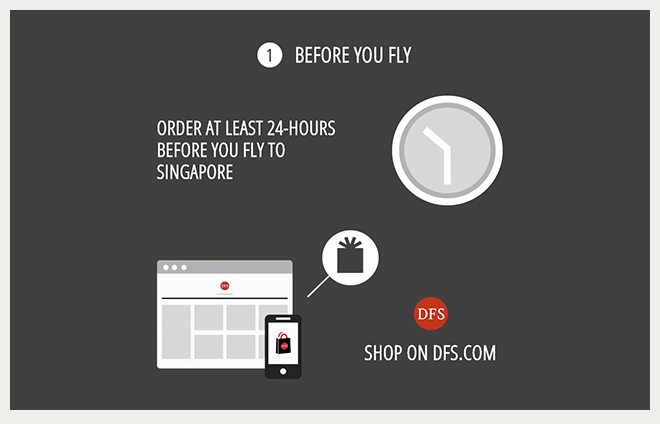 1 BEFORE YOU FLY
ORDER AT LEAST 24-HOURS
BEFORE YOU FLY TO
SINGAPORE
DFS
DFS
DFS
SHOP ON DFS.COM